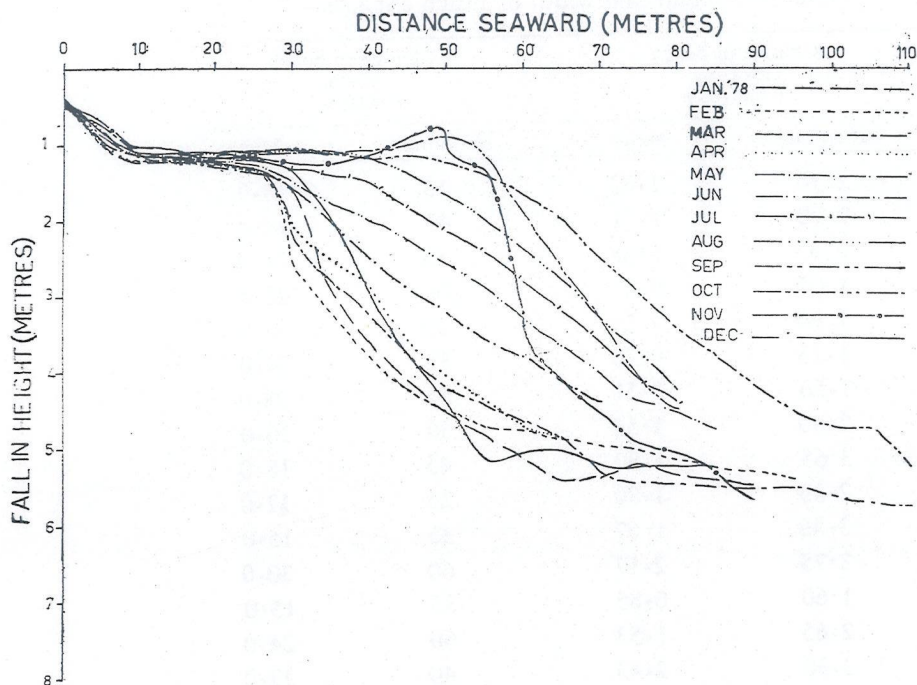 DISTANCE SEAWARD (METRES)
0 10 20 30 40 50 60 70 80 90 100 110
JAN.'78
FEB
MAR
APR
MAY
JUN
JUL
AUG
SEP
OCT
NOV
DEC
FALL IN HEIGHT (METRES)
1
2
3
4
5
6
7
8